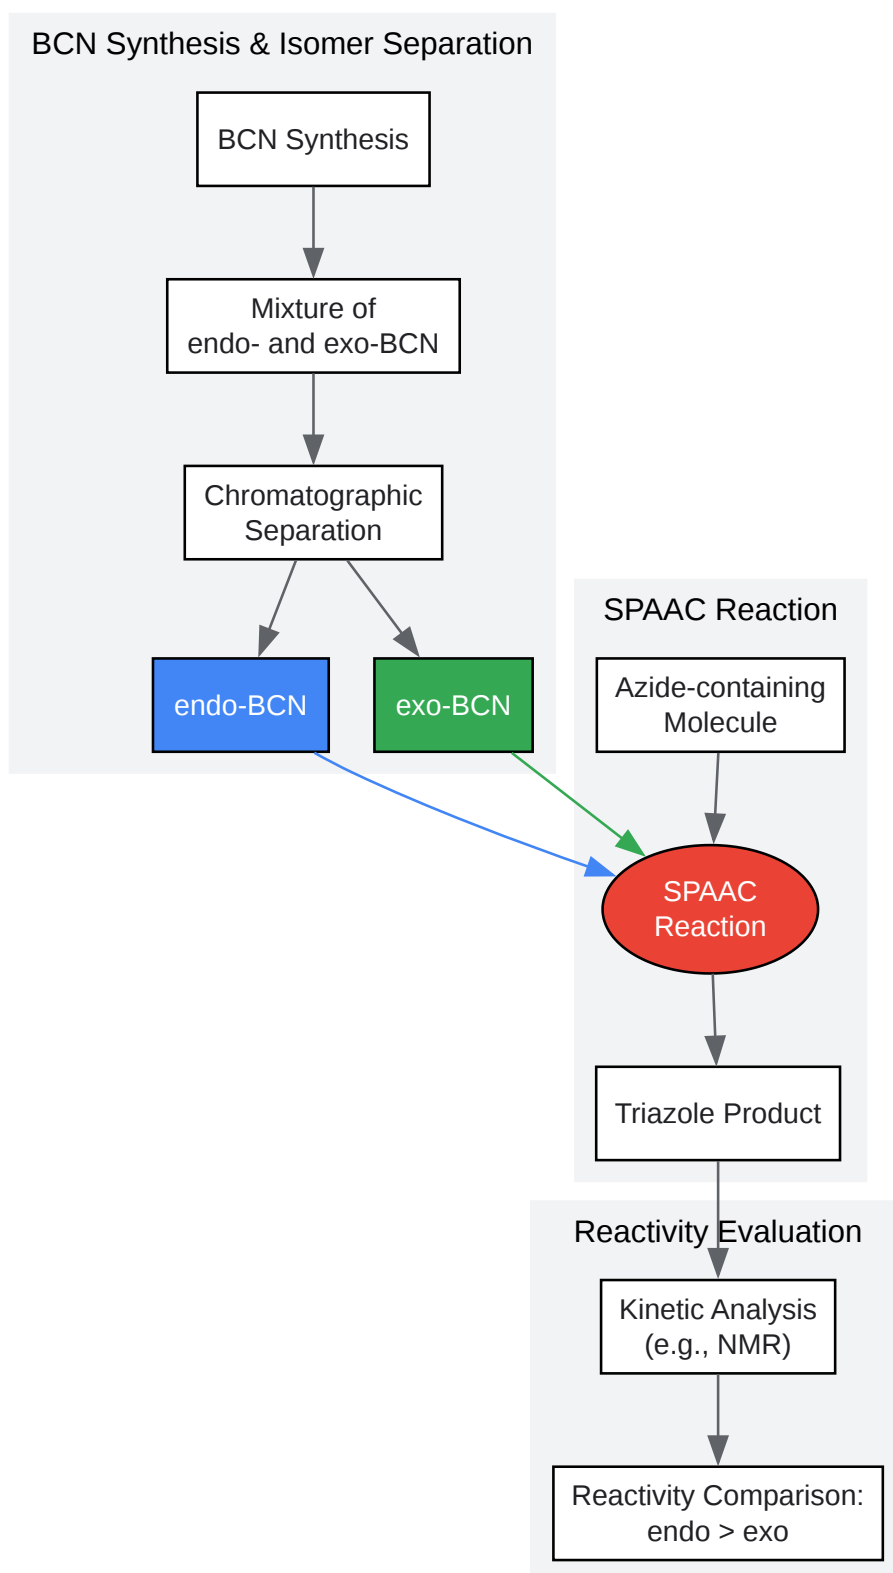 BCN Synthesis & Isomer Separation
BCN Synthesis
Mixture of
endo- and exo-BCN
Chromatographic
Separation
endo-BCN
exo-BCN
SPAAC Reaction
Azide-containing
Molecule
SPAAC
Reaction
Triazole Product
Reactivity Evaluation
Kinetic Analysis
(e.g., NMR)
Reactivity Comparison:
endo > exo